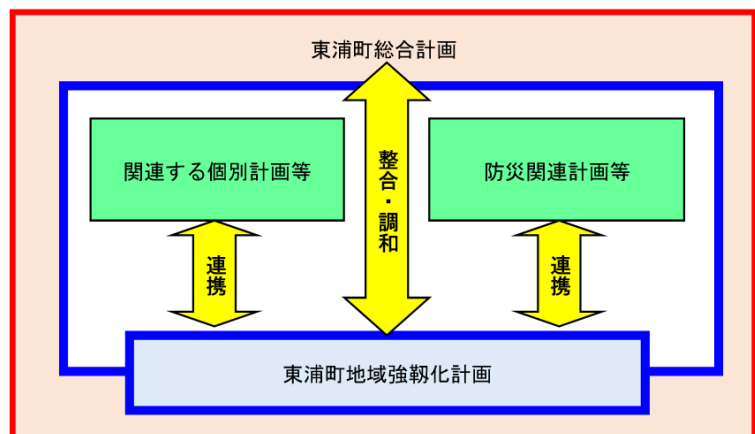 東浦町総合計画
関連する個別計画等
整合・調和
防災関連計画等
連携
連携
東浦町地域強靱化計画